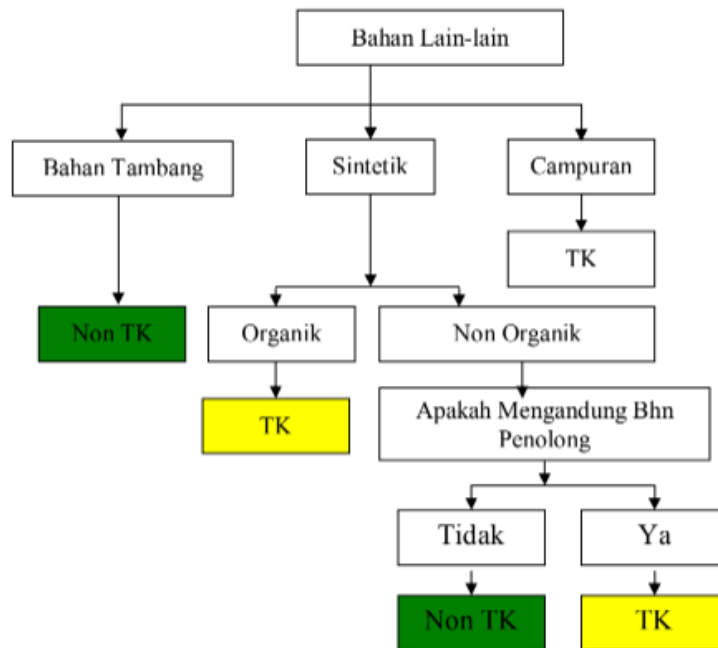 Bahan Lain-lain
Bahan Tambang
Sintetik
Campuran
TK
Non TK
Organik
Non Organik
TK
Apakah Mengandung Bhn
Penolong
Tidak
Ya
Non TK
TK